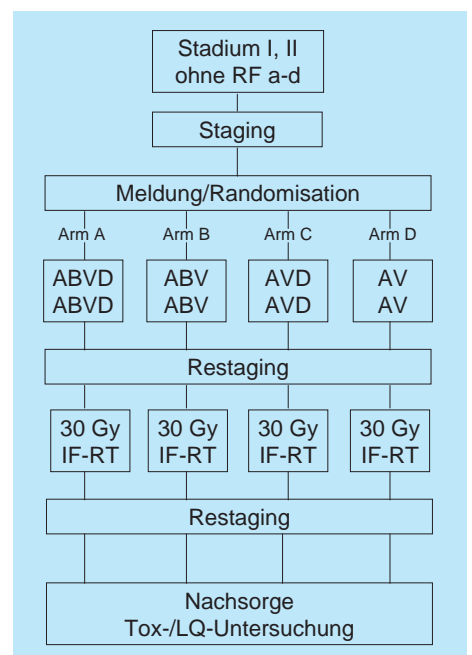 Stadium I, II
ohne RF a-d
Staging
Meldung/Randomisation
Arm A Arm B Arm C Arm D
ABVD ABV AVD AV
ABVD ABV AVD AV
Restaging
30 Gy 30 Gy 30 Gy 30 Gy
IF-RT IF-RT IF-RT IF-RT
Restaging
Nachsorge
Tox-/LQ-Untersuchung